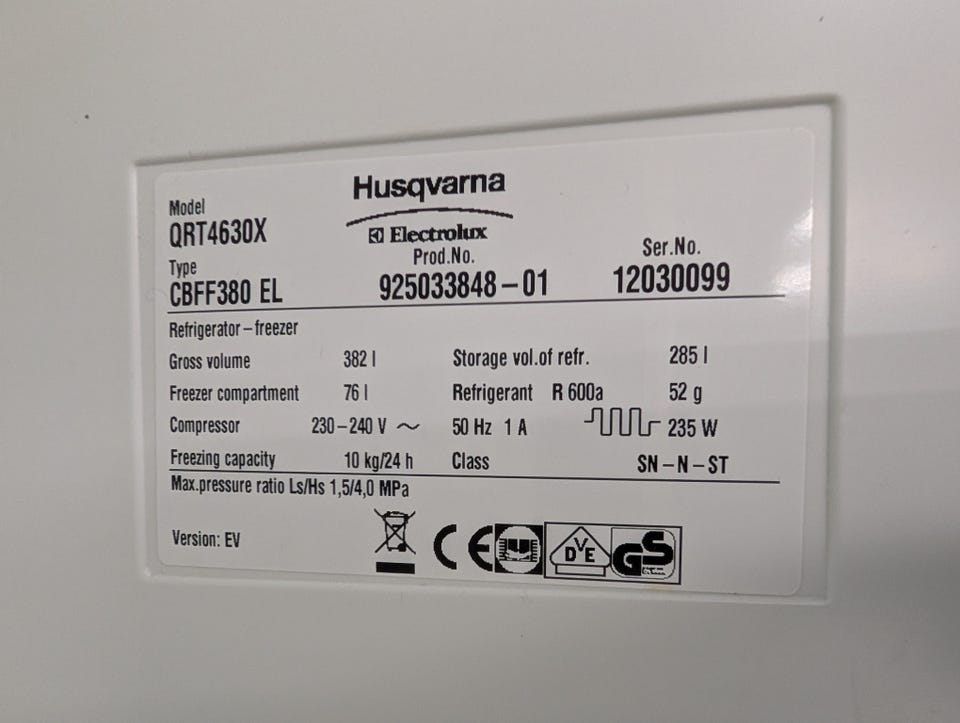 Husqvarna
Electrolux
Model
QRT4630X
Type
CBFF380 EL
Prod.No.
925033848-01
Ser.No.
12030099
Refrigerator-freezer
Gross volume 382 l Storage vol.of refr. 285 l
Freezer compartment 76 l Refrigerant R 600a 52 g
Compressor 230-240 V ~ 50 Hz 1 A 235 W
Freezing capacity 10 kg/24 h Class SN-N-ST
Max.pressure ratio Ls/Hs 1,5/4,0 MPa
Version: EV
CE
DVE
GS